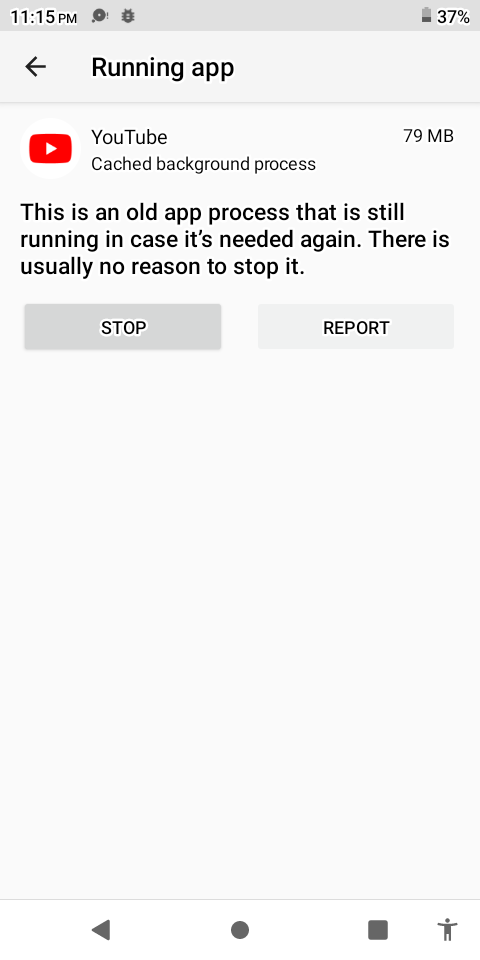 11:15 PM 37%
Running app
YouTube 79 MB
Cached background process
This is an old app process that is still
running in case it’s needed again. There is
usually no reason to stop it.
STOP REPORT